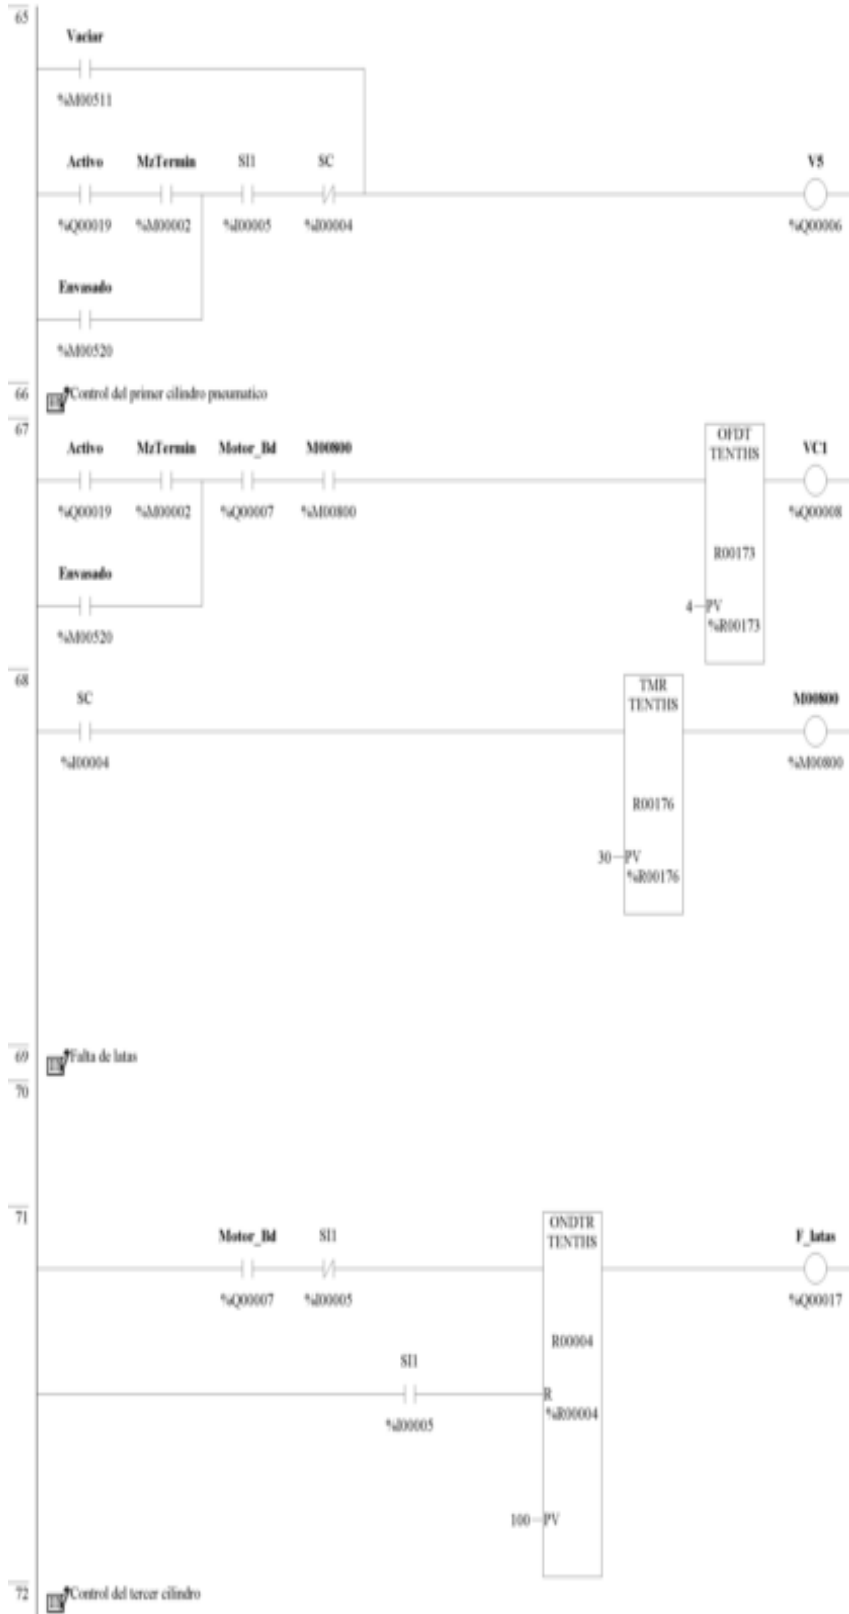 65
Vaciar
%M00511
Activo MzTermin SI1 SC V5
%Q00019 %M00002 %I00005 %I00004 %Q00006
Envasado
%M00520
66 Control del primer cilindro pneumatico
67
OFDT
TENTHS
Activo MzTermin Motor_Bd M00800 VC1
%Q00019 %M00002 %Q00007 %M00800 %Q00008
R00173
Envasado
4 PV
%R00173
%M00520
68
TMR
TENTHS
SC M00800
%I00004 %M00800
R00176
30 PV
%R00176
69 Falta de latas
70
71
ONDTR
TENTHS
Motor_Bd SI1 F_latas
%Q00007 %I00005 %Q00017
R00004
SI1
R
%R00004
%I00005
100 PV
72 Control del tercer cilindro